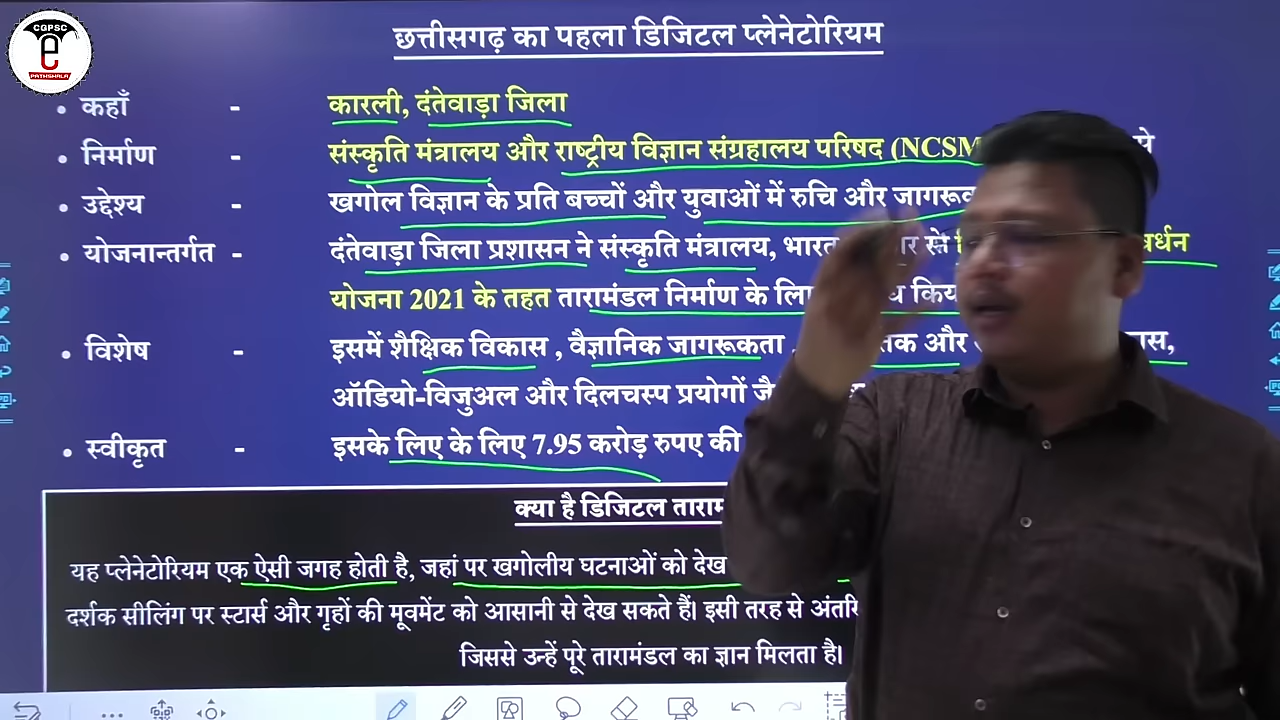 CGPSC
e
PATHSHALA
छत्तीसगढ़ का पहला डिजिटल प्लेनेटोरियम
• कहाँ - कारली, दंतेवाड़ा जिला
• निर्माण - संस्कृति मंत्रालय और राष्ट्रीय विज्ञान संग्रहालय परिषद (NCSM से
• उद्देश्य - खगोल विज्ञान के प्रति बच्चों और युवाओं में रुचि और
• योजनान्तर्गत - दंतेवाड़ा जिला प्रशासन ने संस्कृति मंत्रालय, से
योजना 2021 के तहत तारामंडल निर्माण के
• विशेष - इसमें शैक्षिक विकास , वैज्ञानिक जागरूकता , और
ऑडियो-विजुअल और दिलचस्प प्रयोगों
• स्वीकृत - इसके लिए के लिए 7.95 करोड़ रुपए की
क्या है डिजिटल
यह प्लेनेटोरियम एक ऐसी जगह होती है, जहां पर खगोलीय घटनाओं को देख
दर्शक सीलिंग पर स्टार्स और गृहों की मूवमेंट को आसानी से देख सकते हैं। इसी तरह से
जिससे उन्हें पूरे तारामंडल का ज्ञान मिलता है।